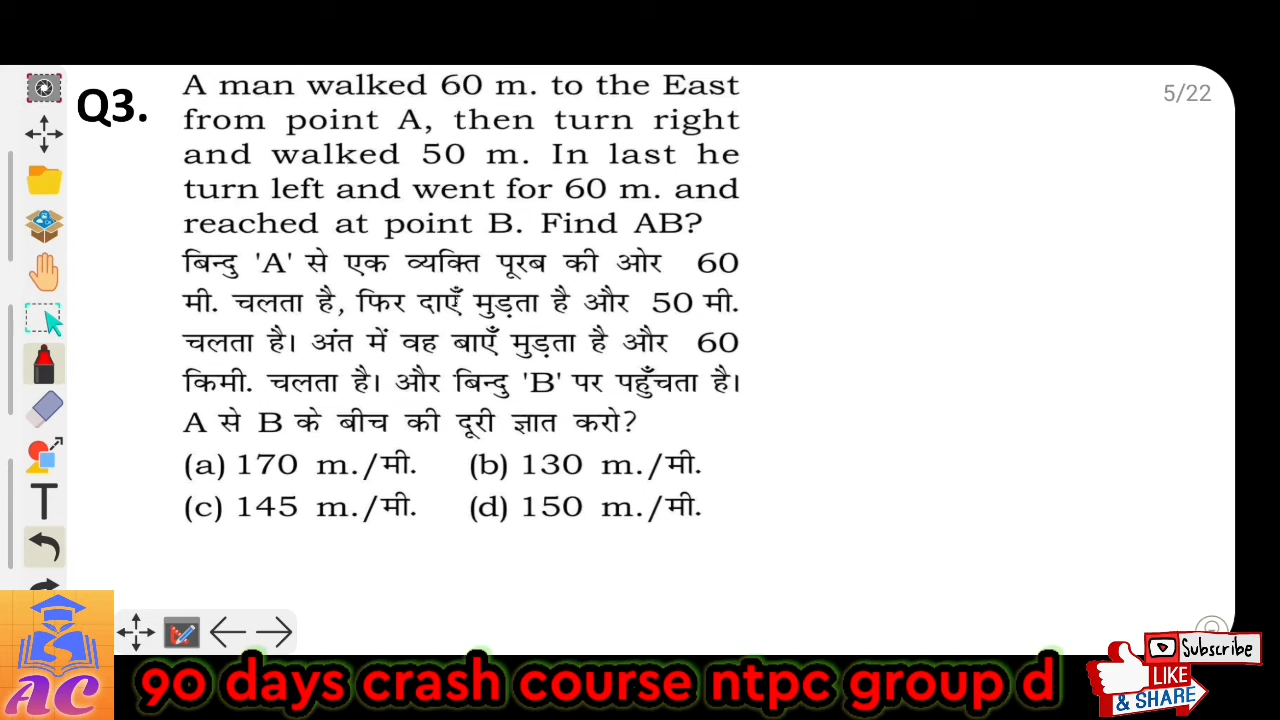 Q3.
A man walked 60 m. to the East
from point A, then turn right
and walked 50 m. In last he
turn left and went for 60 m. and
reached at point B. Find AB?
बिन्दु 'A' से एक व्यक्ति पूरब की ओर 60
मी. चलता है, फिर दाएँ मुड़ता है और 50 मी.
चलता है। अंत में वह बाएँ मुड़ता है और 60
किमी. चलता है। और बिन्दु 'B' पर पहुँचता है।
A से B के बीच की दूरी ज्ञात करो?
(a) 170 m./मी. (b) 130 m./मी.
(c) 145 m./मी. (d) 150 m./मी.
5/22
T
AC
90 days crash course ntpc group d
Subscribe
LIKE
& SHARE